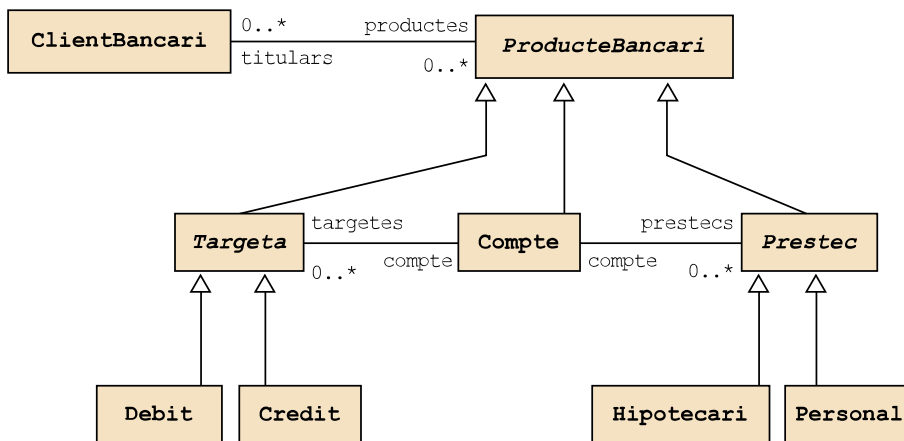 ClientBancari
0..*
productes
titulars
0..*
ProducteBancari
Targeta
targetes
0..*
compte
Compte
compte
prestecs
0..*
Prestec
Debit
Credit
Hipotecari
Personal